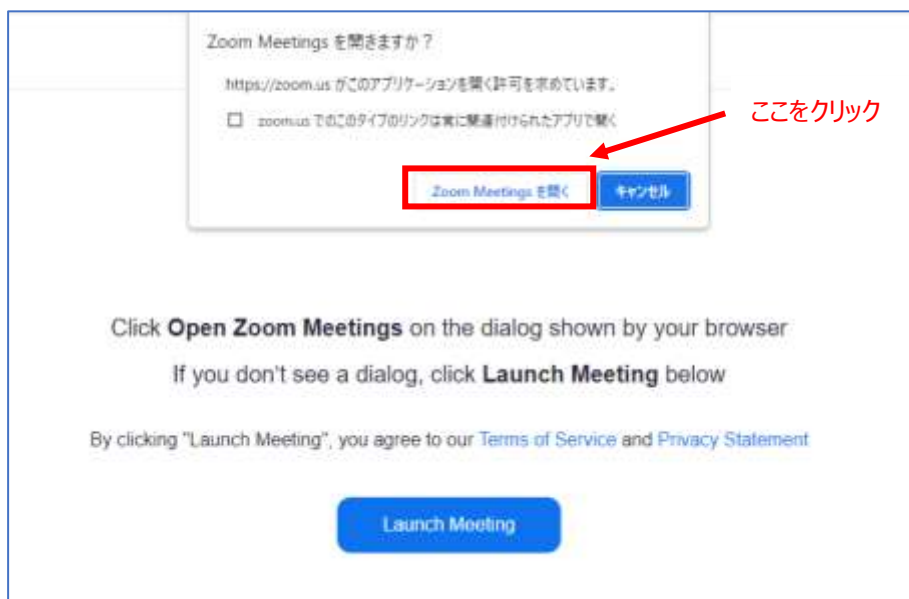 Zoom Meetings を開きますか？
https://zoom.us がこのアプリケーションを開く許可を求めています。
zoom.us でのこのタイプのリンクは常に関連付けられたアプリで開く
ここをクリック
Zoom Meetings を開く
キャンセル
Click Open Zoom Meetings on the dialog shown by your browser
If you don't see a dialog, click Launch Meeting below
By clicking "Launch Meeting", you agree to our Terms of Service and Privacy Statement
Launch Meeting